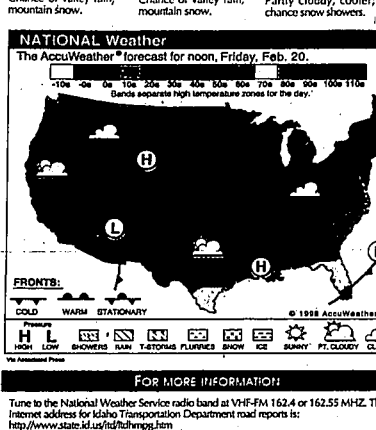 Chance of valley rain, mountain snow.
Chance of valley rain, mountain snow.
Partly cloudy, cooler, chance snow showers.
NATIONAL Weather
The AccuWeather® forecast for noon, Friday, Feb. 20.
-10s -0s 0s 10s 20s 30s 40s 50s 60s 70s 80s 90s 100s 110s
Bands separate high temperature zones for the day.
H
L
H
FRONTS:
COLD WARM STATIONARY
© 1998 AccuWeather
Pressure
H L
HIGH LOW SHOWERS RAIN T-STORMS FLURRIES SNOW ICE SUNNY PT. CLOUDY CL
Via Associated Press
FOR MORE INFORMATION
Tune to the National Weather Service radio band at VHF-FM 162.4 or 162.55 MHZ. T
Internet address for Idaho Transportation Department road reports is:
http://www.state.id.us/itd/itdhmpg.htm